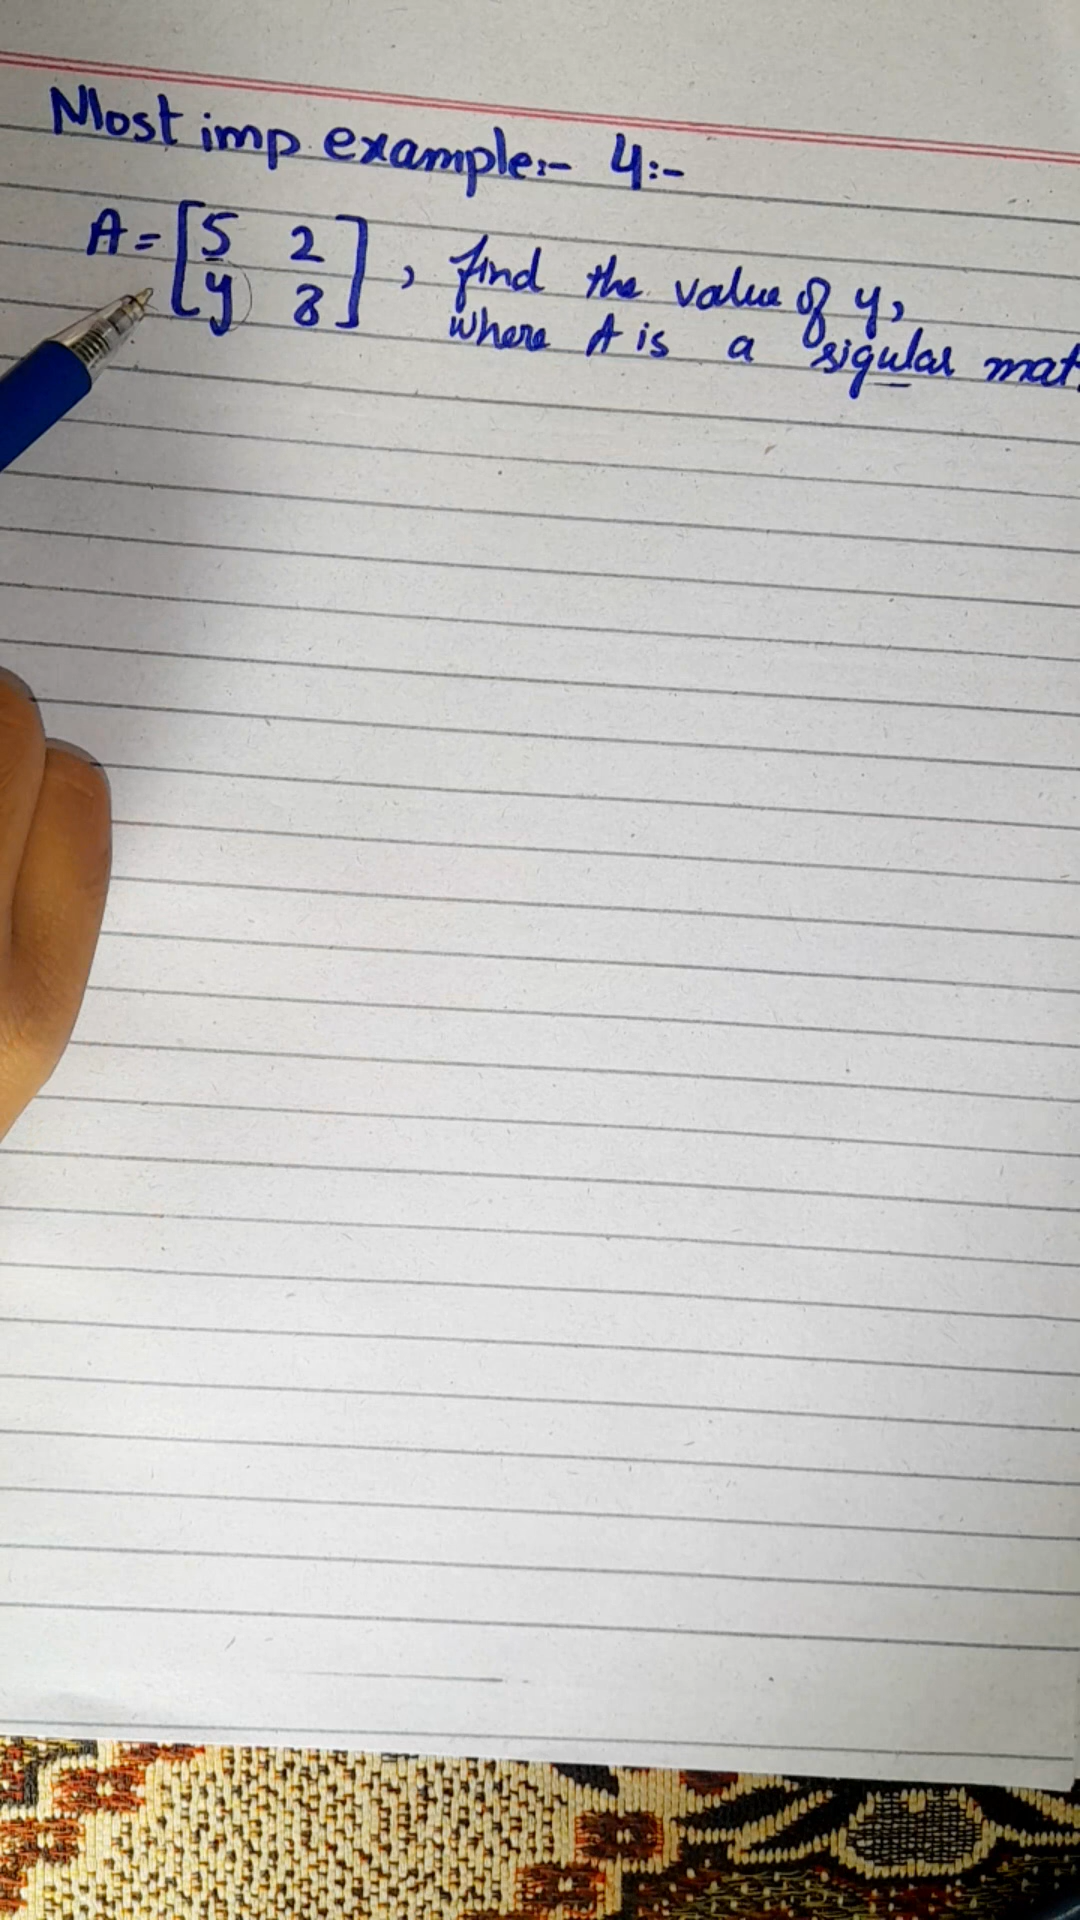 Most imp example:- 4:-
A = [5 2
y 8] , find the value of y,
where A is a sigular mat